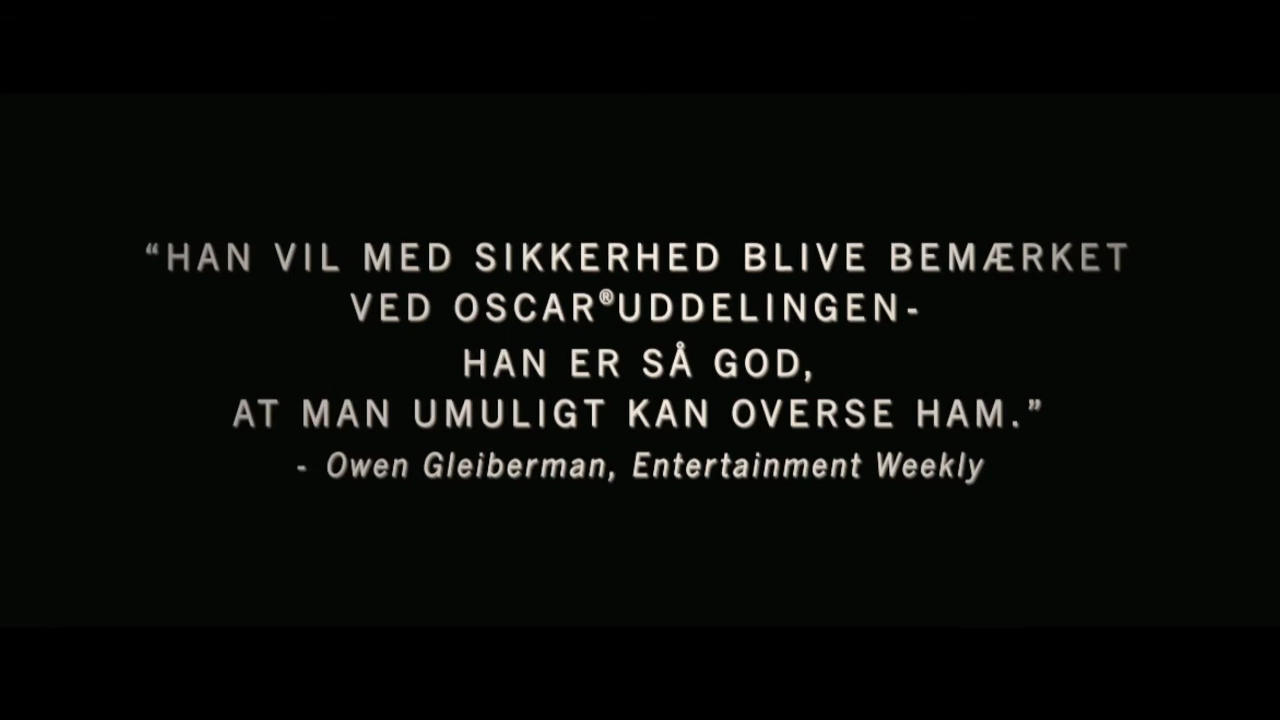 “HAN VIL MED SIKKERHED BLIVE BEMÆRKET
VED OSCAR®UDDELINGEN-
HAN ER SÅ GOD,
AT MAN UMULIGT KAN OVERSE HAM.”
- Owen Gleiberman, Entertainment Weekly